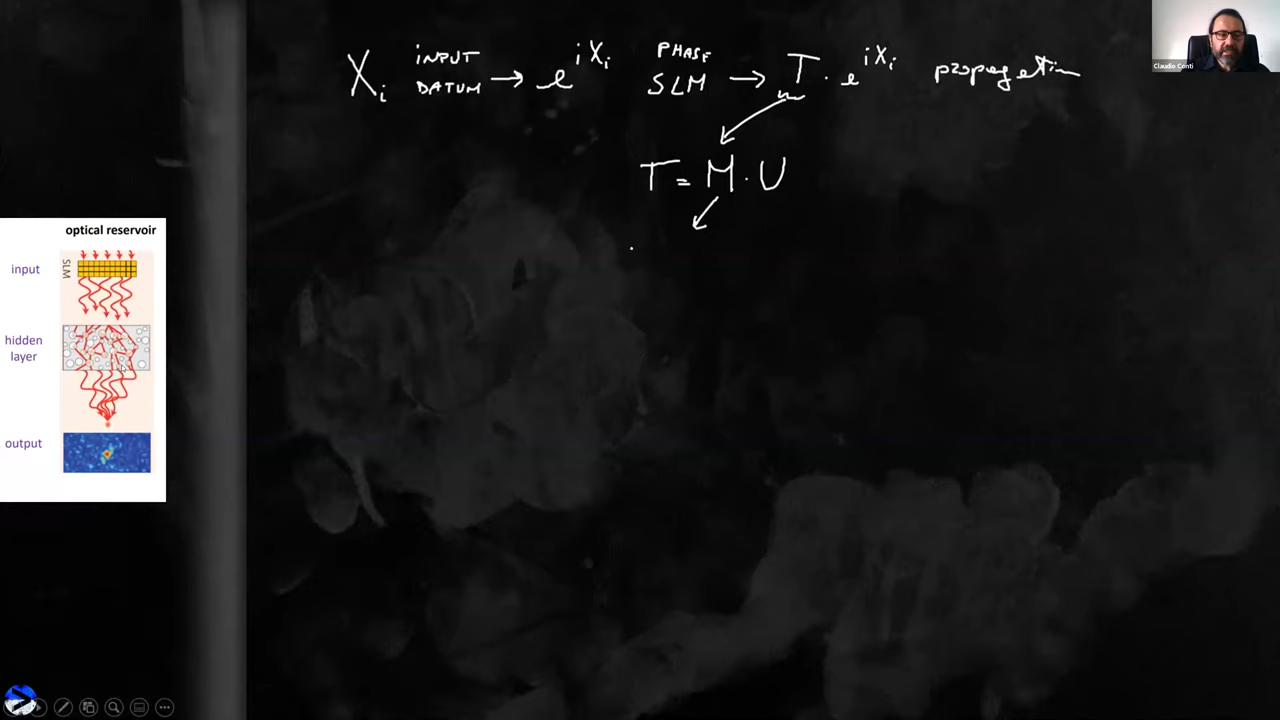 Claudio Conti
Xᵢ INPUT DATUM → e^{iXᵢ} PHASE SLM → T · e^{iXᵢ} propagation
T = M · U
optical reservoir
SLM
input
hidden
layer
output